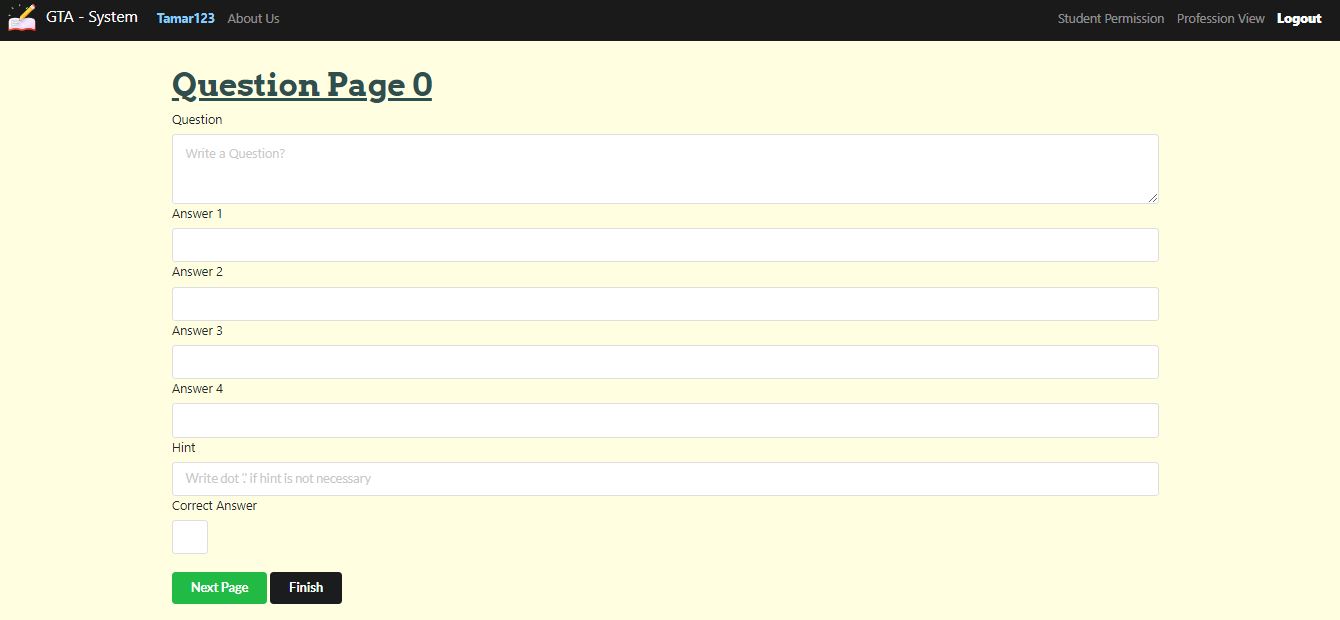 GTA - System Tamar123 About Us Student Permission Profession View Logout
Question Page 0
Question
Write a Question?
Answer 1
Answer 2
Answer 3
Answer 4
Hint
Write dot '.' if hint is not necessary
Correct Answer
Next Page Finish